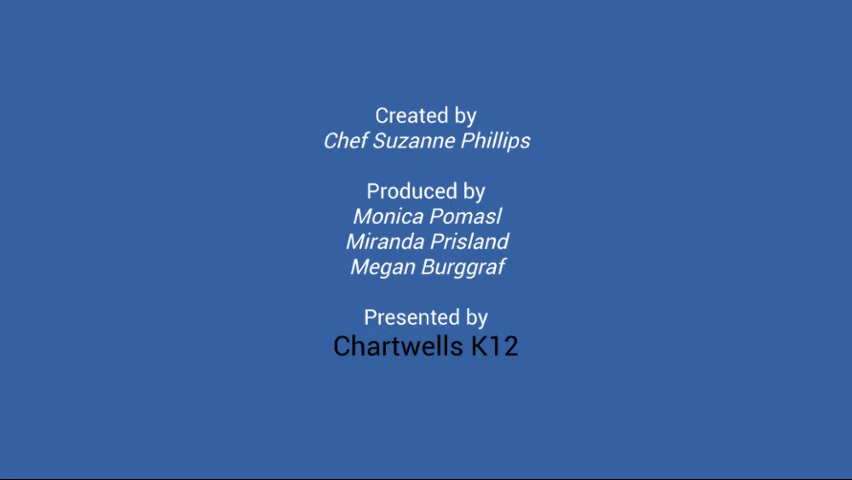 Created by
Chef Suzanne Phillips
Produced by
Monica Pomasl
Miranda Prisland
Megan Burggraf
Presented by
Chartwells K12